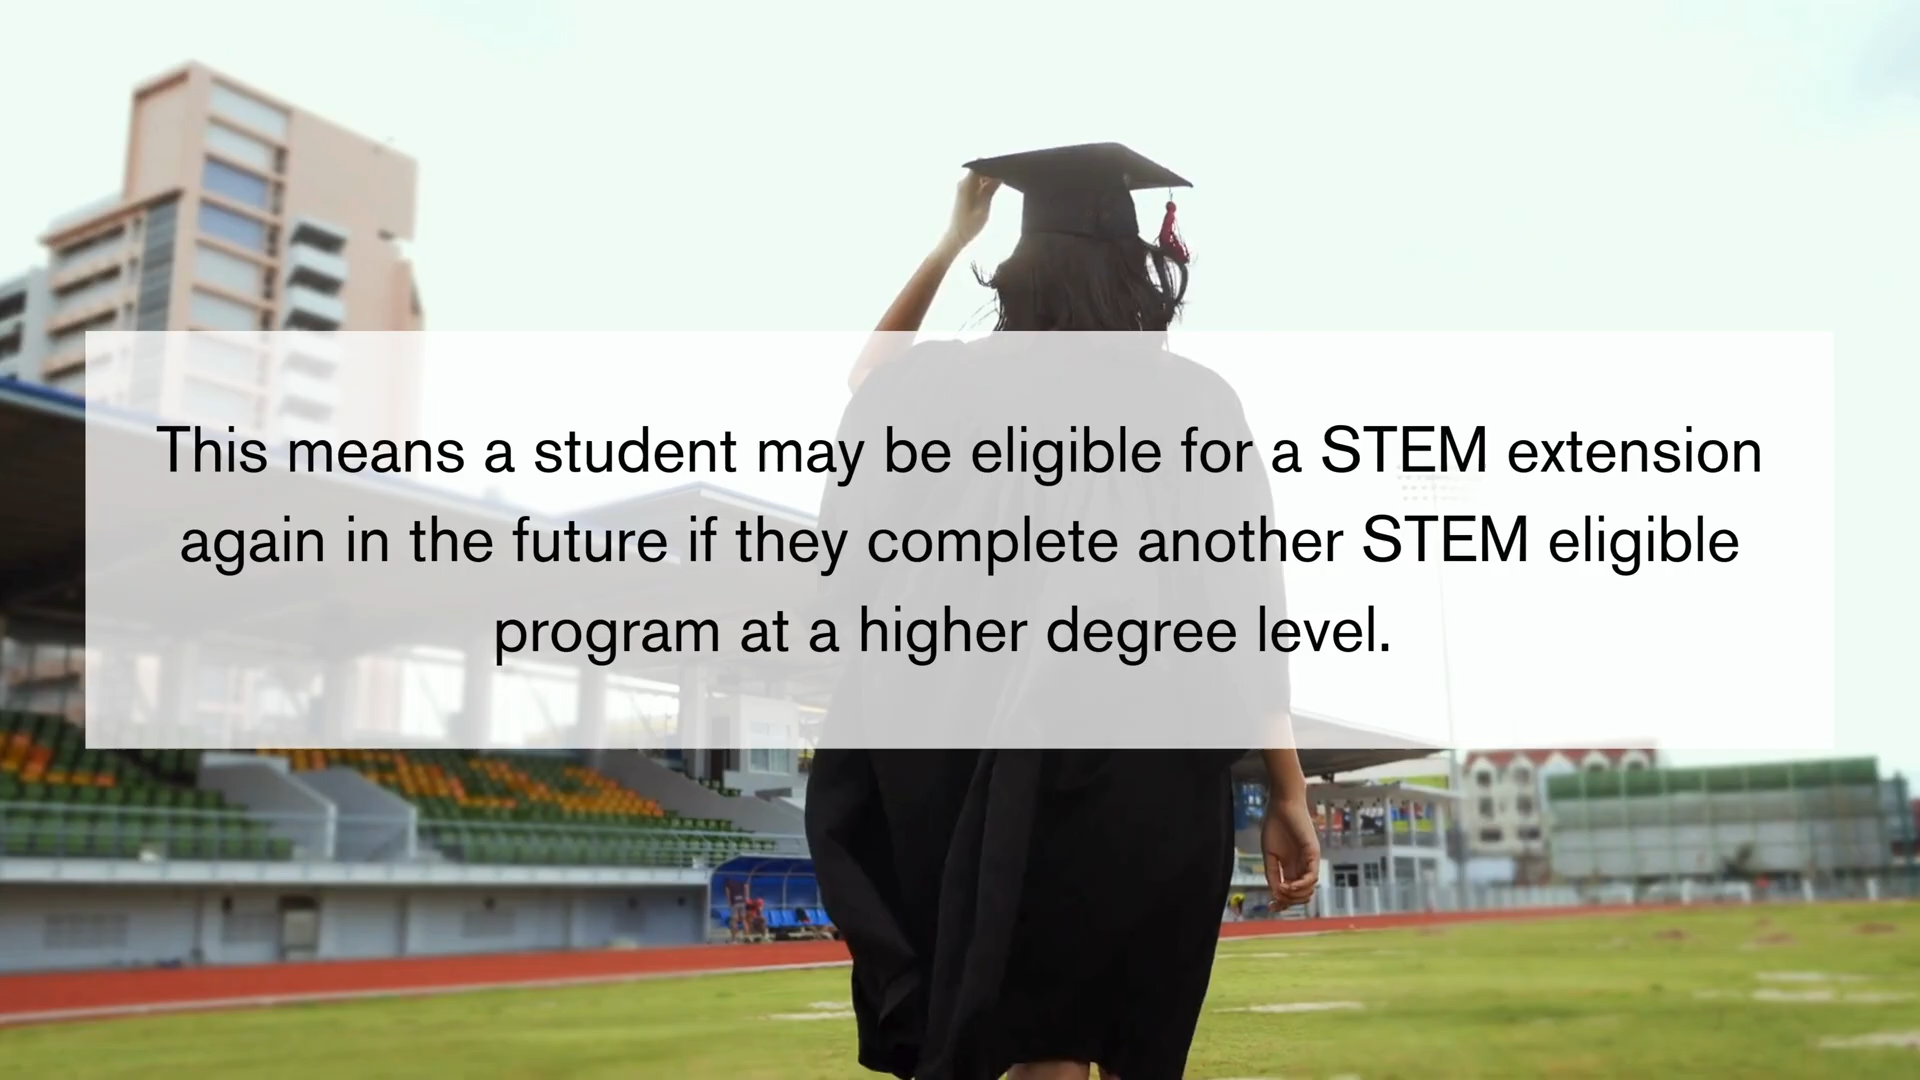 This means a student may be eligible for a STEM extension
again in the future if they complete another STEM eligible
program at a higher degree level.